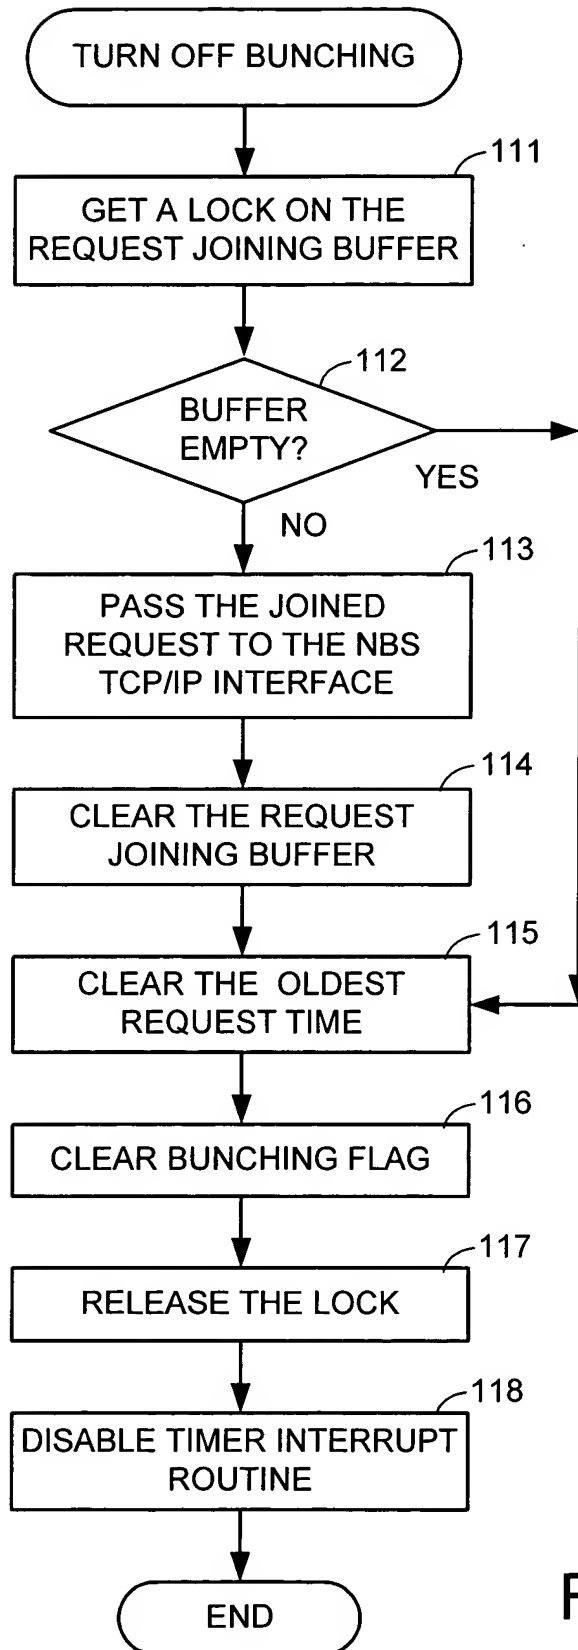 TURN OFF BUNCHING
111
GET A LOCK ON THE
REQUEST JOINING BUFFER
112
BUFFER
EMPTY?
YES
NO
113
PASS THE JOINED
REQUEST TO THE NBS
TCP/IP INTERFACE
114
CLEAR THE REQUEST
JOINING BUFFER
115
CLEAR THE OLDEST
REQUEST TIME
116
CLEAR BUNCHING FLAG
117
RELEASE THE LOCK
118
DISABLE TIMER INTERRUPT
ROUTINE
END